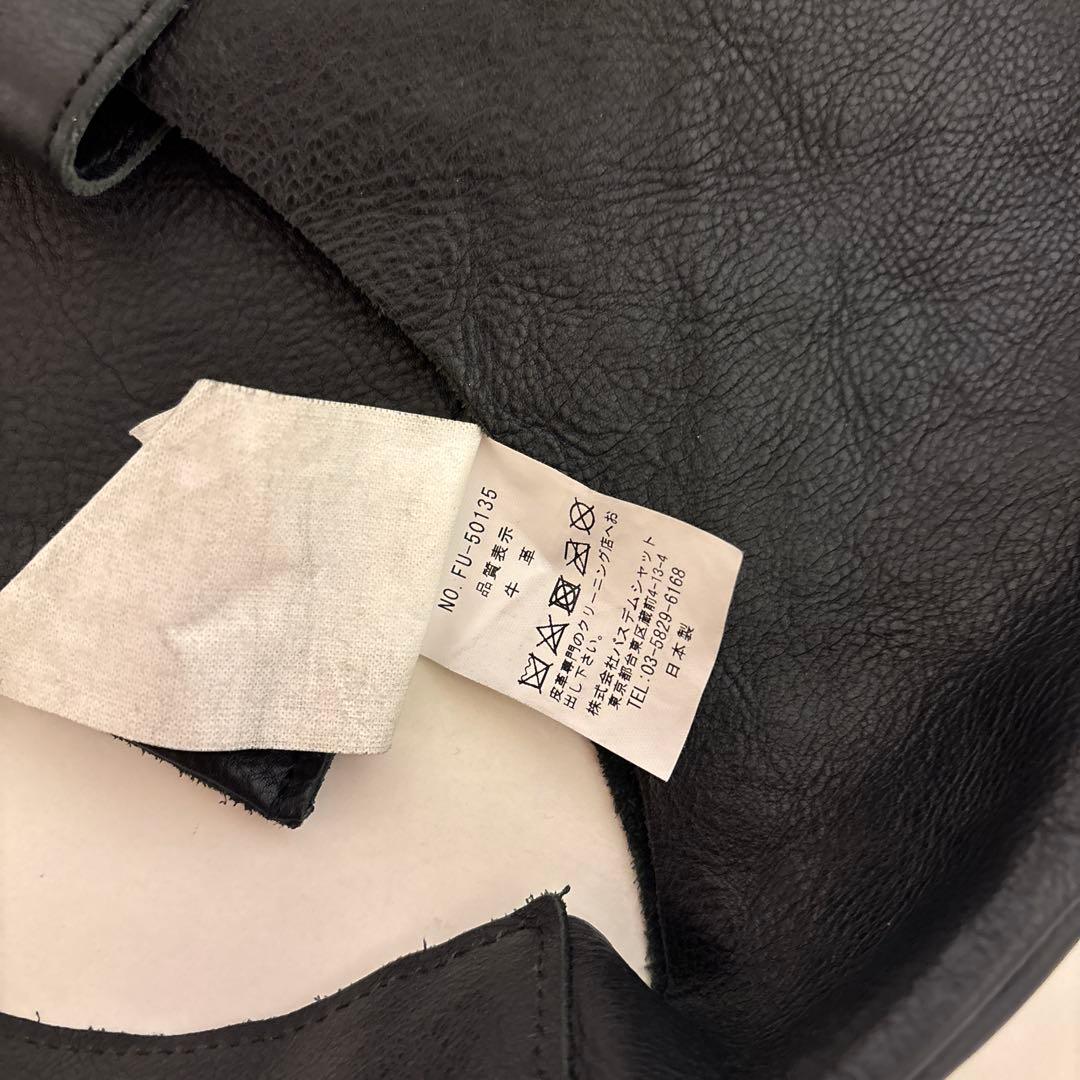 NO. FU-50135
品質表示
牛 革
皮革専門のクリーニング店へお
出し下さい。
株式会社パスデムシャット
東京都台東区蔵前4-13-4
TEL:03-5829-6168
日本製